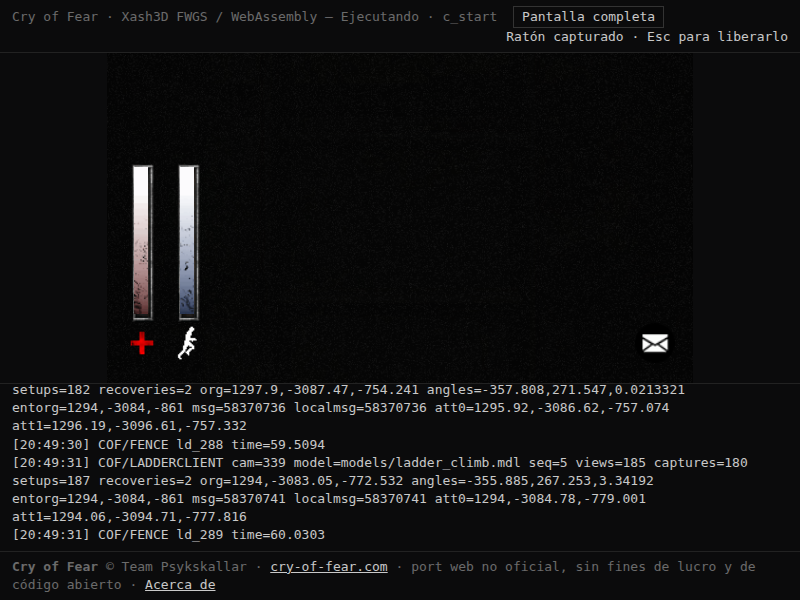 Cry of Fear · Xash3D FWGS / WebAssembly — Ejecutando · c_start Pantalla completa
Ratón capturado · Esc para liberarlo
setups=182 recoveries=2 org=1297.9,-3087.47,-754.241 angles=-357.808,271.547,0.0213321
entorg=1294,-3084,-861 msg=58370736 localmsg=58370736 att0=1295.92,-3086.62,-757.074
att1=1296.19,-3096.61,-757.332
[20:49:30] COF/FENCE ld_288 time=59.5094
[20:49:31] COF/LADDERCLIENT cam=339 model=models/ladder_climb.mdl seq=5 views=185 captures=180
setups=187 recoveries=2 org=1294,-3083.05,-772.532 angles=-355.885,267.253,3.34192
entorg=1294,-3084,-861 msg=58370741 localmsg=58370741 att0=1294,-3084.78,-779.001
att1=1294.06,-3094.71,-777.816
[20:49:31] COF/FENCE ld_289 time=60.0303
Cry of Fear © Team Psykskallar · cry-of-fear.com · port web no oficial, sin fines de lucro y de
código abierto · Acerca de